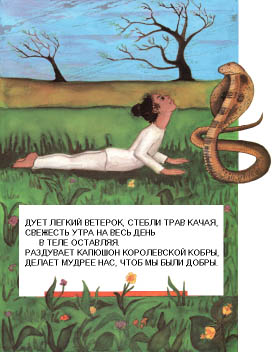 ДУЕТ ЛЕГКИЙ ВЕТЕРОК, СТЕБЛИ ТРАВ КАЧАЯ,
СВЕЖЕСТЬ УТРА НА ВЕСЬ ДЕНЬ
В ТЕЛЕ ОСТАВЛЯЯ.
РАЗДУВАЕТ КАПЮШОН КОРОЛЕВСКОЙ КОБРЫ,
ДЕЛАЕТ МУДРЕЕ НАС, ЧТОБ МЫ БЫЛИ ДОБРЫ.